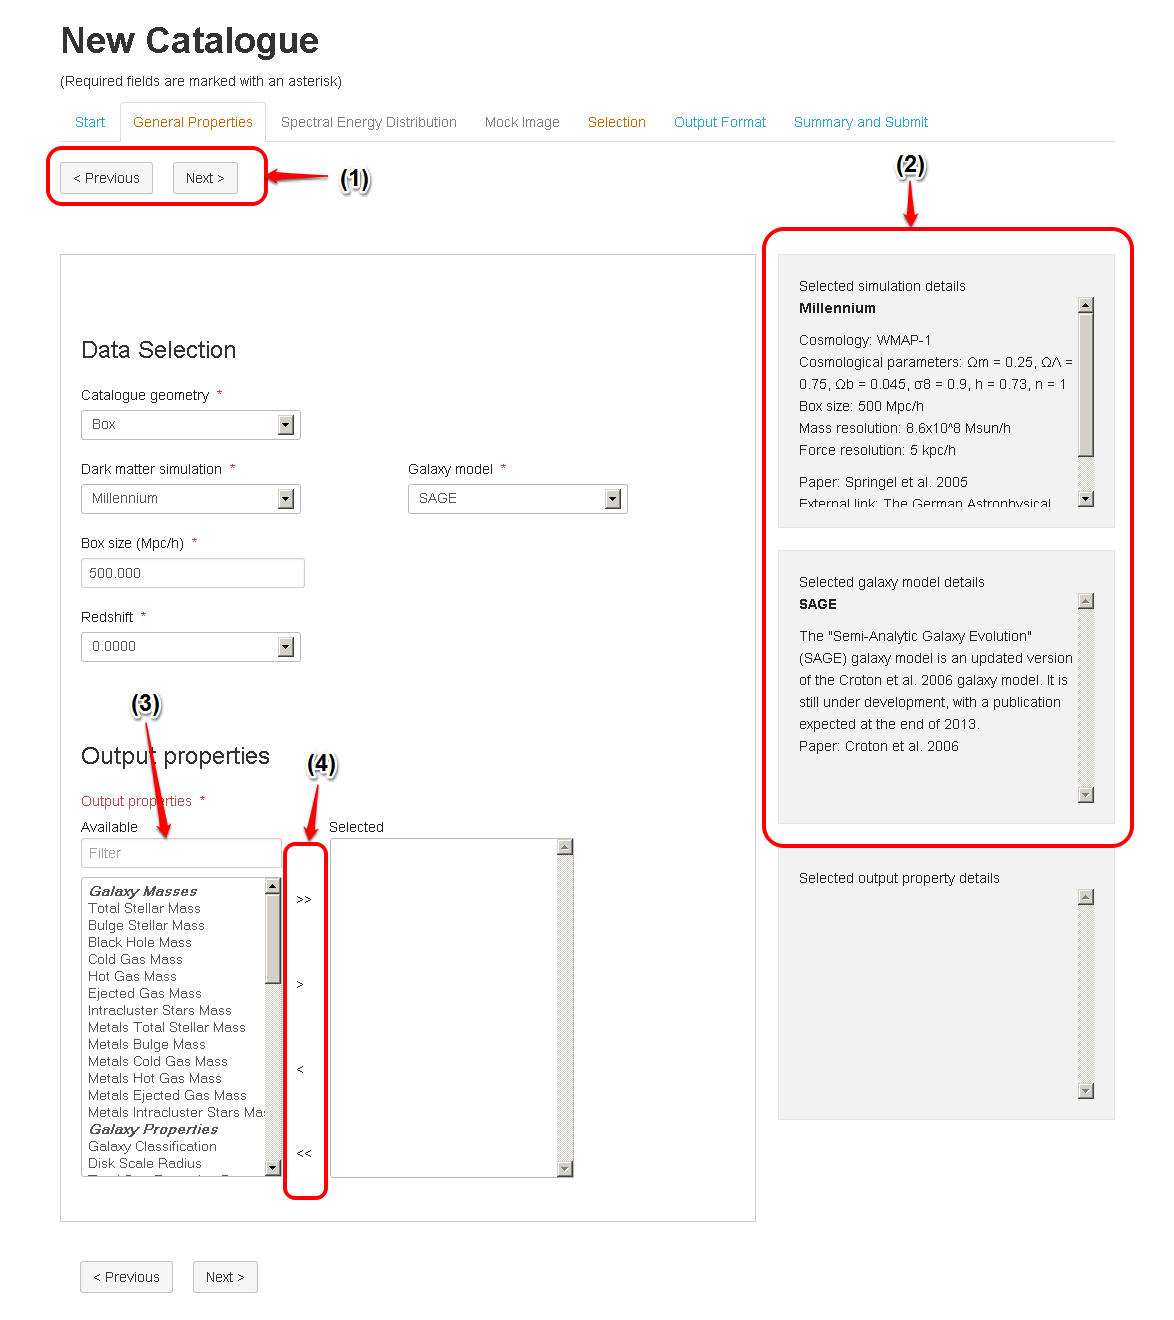 New Catalogue
(Required fields are marked with an asterisk)
Start General Properties Spectral Energy Distribution Mock Image Selection Output Format Summary and Submit
< Previous Next >
(1)
(2)
Data Selection
Catalogue geometry *
Box
Dark matter simulation * Galaxy model *
Millennium SAGE
Box size (Mpc/h) *
500.000
Redshift *
0.0000
(3)
Output properties
(4)
Output properties *
Available Selected
Filter
Galaxy Masses
Total Stellar Mass
Bulge Stellar Mass
Black Hole Mass
Cold Gas Mass
Hot Gas Mass
Ejected Gas Mass
Intracluster Stars Mass
Metals Total Stellar Mass
Metals Bulge Mass
Metals Cold Gas Mass
Metals Hot Gas Mass
Metals Ejected Gas Mass
Metals Intracluster Stars Mas
Galaxy Properties
Galaxy Classification
Disk Scale Radius
>>
>
<
<<
Selected simulation details
Millennium
Cosmology: WMAP-1
Cosmological parameters: Ωm = 0.25, ΩΛ =
0.75, Ωb = 0.045, σ8 = 0.9, h = 0.73, n = 1
Box size: 500 Mpc/h
Mass resolution: 8.6x10^8 Msun/h
Force resolution: 5 kpc/h
Paper: Springel et al. 2005
External link: The German Astrophysical
Selected galaxy model details
SAGE
The "Semi-Analytic Galaxy Evolution"
(SAGE) galaxy model is an updated version
of the Croton et al. 2006 galaxy model. It is
still under development, with a publication
expected at the end of 2013.
Paper: Croton et al. 2006
Selected output property details
< Previous Next >